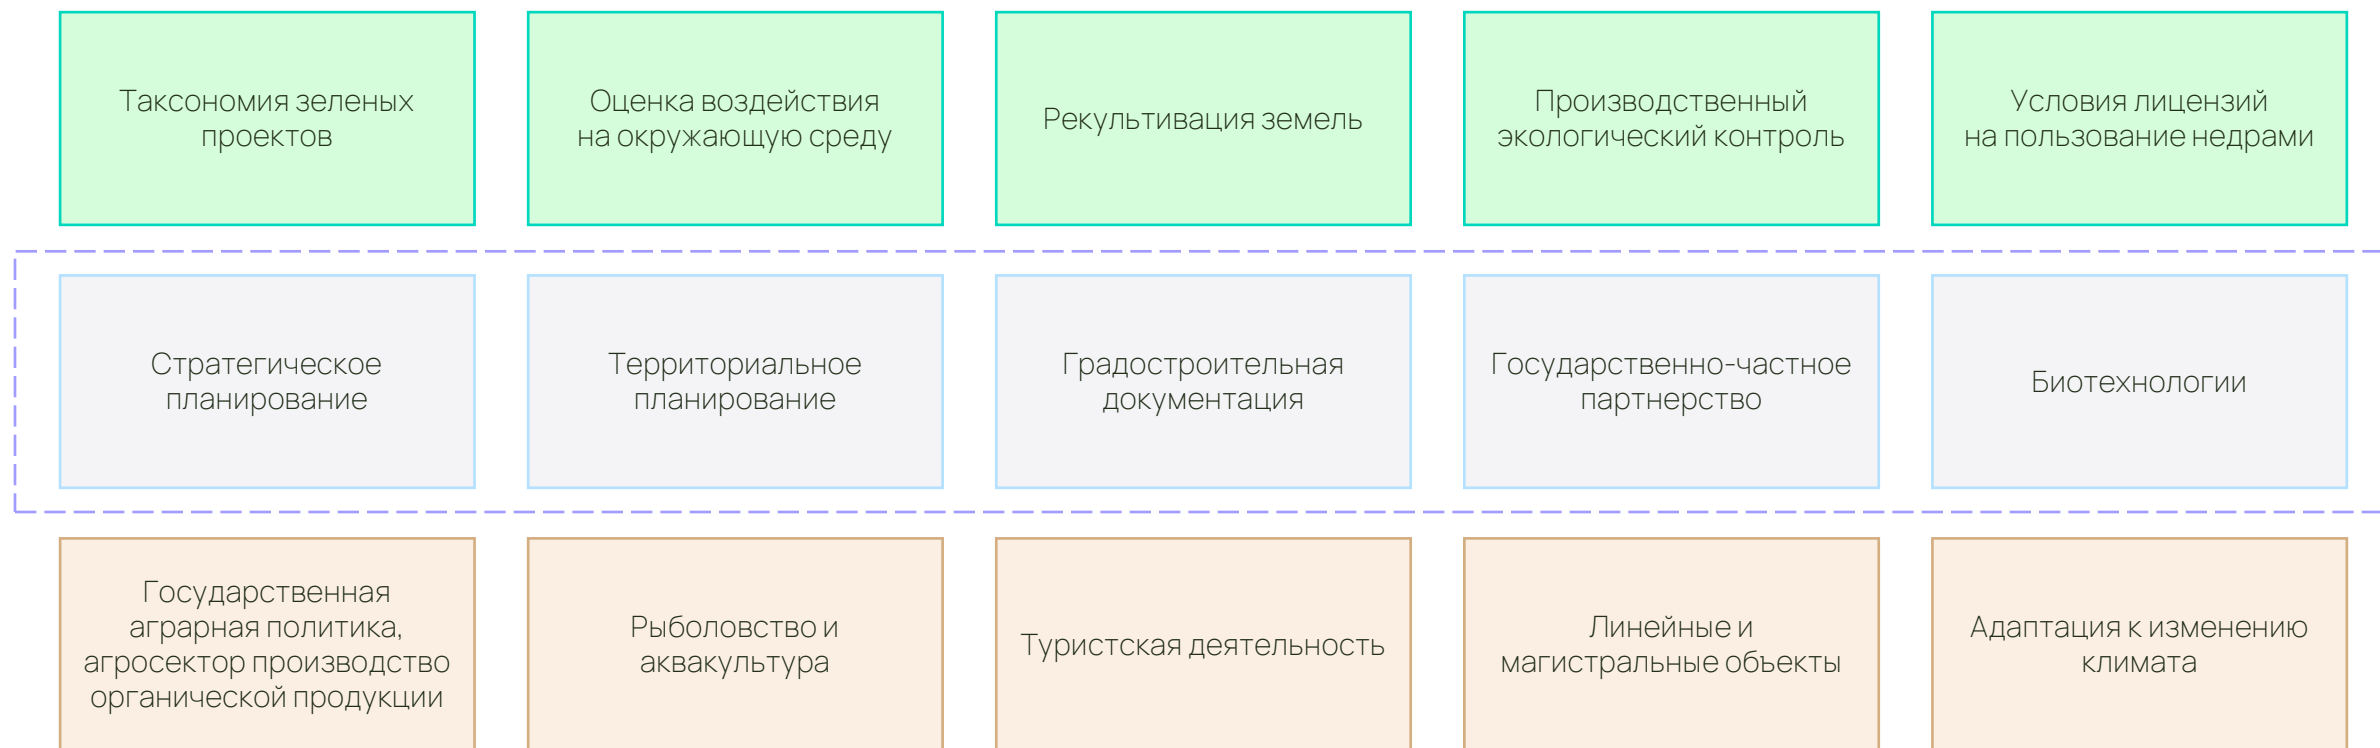 Таксономия зеленых
проектов
Оценка воздействия
на окружающую среду
Рекультивация земель
Производственный
экологический контроль
Условия лицензий
на пользование недрами
Стратегическое
планирование
Территориальное
планирование
Градостроительная
документация
Государственно-частное
партнерство
Биотехнологии
Государственная
аграрная политика,
агросектор производство
органической продукции
Рыболовство и
аквакультура
Туристская деятельность
Линейные и
магистральные объекты
Адаптация к изменению
климата